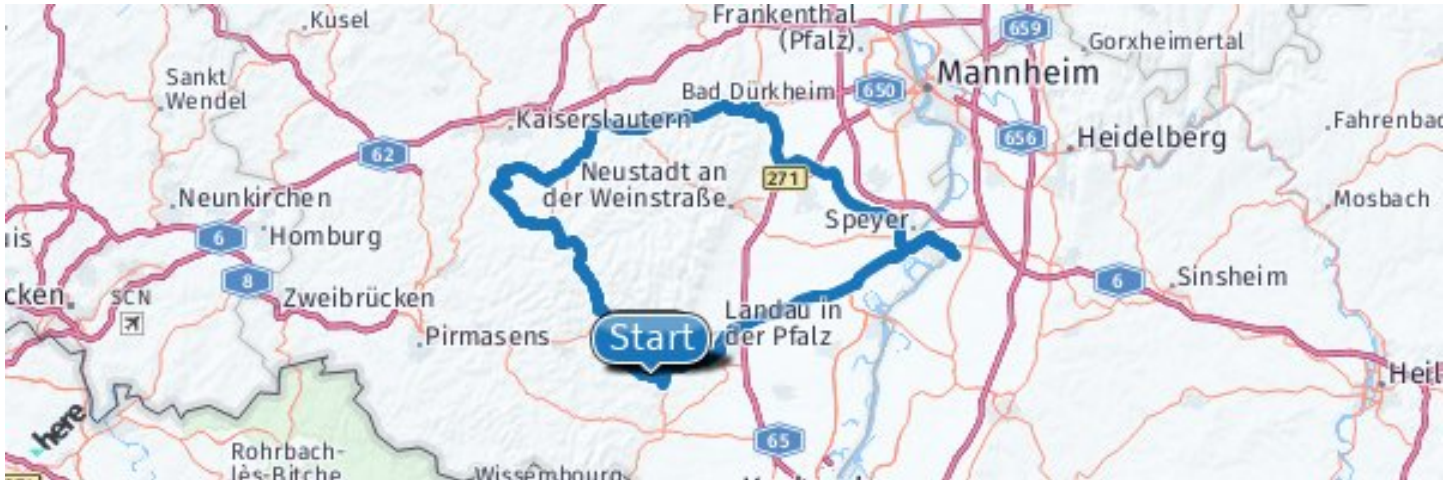 Kusel
Frankenthal
(Pfalz)
659
Gorxheimertal
Sankt
Wendel
Bad Dürkheim
650
Mannheim
Kaiserslautern
656
Heidelberg
Fahrenbac
62
Neustadt an
der Weinstraße
271
Neunkirchen
Mosbach
Speyer
6
Homburg
uis
8
6
Sinsheim
cken
SCN
Zweibrücken
Landau in
der Pfalz
Start
Pirmasens
Heil
here
65
Rohrbach-
lès-Bitche
Wissembourg